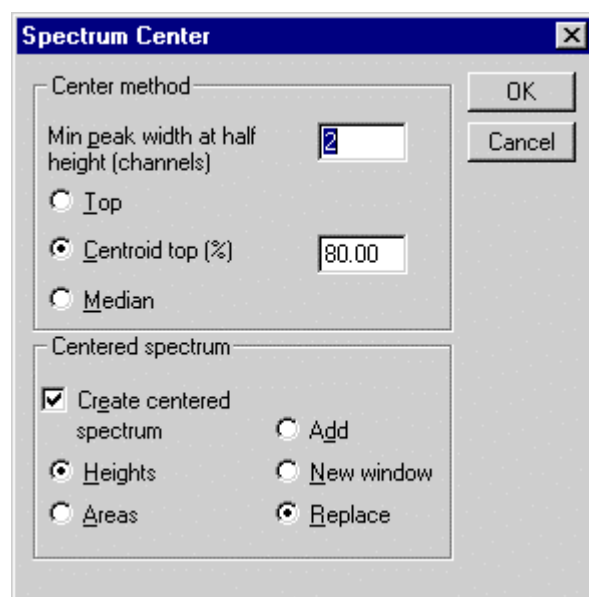 Spectrum Center
Center method
OK
Min peak width at half
height (channels)
2
Cancel
Top
Centroid top (%)
80.00
Median
Centered spectrum
Create centered
spectrum
Add
Heights
New window
Areas
Replace